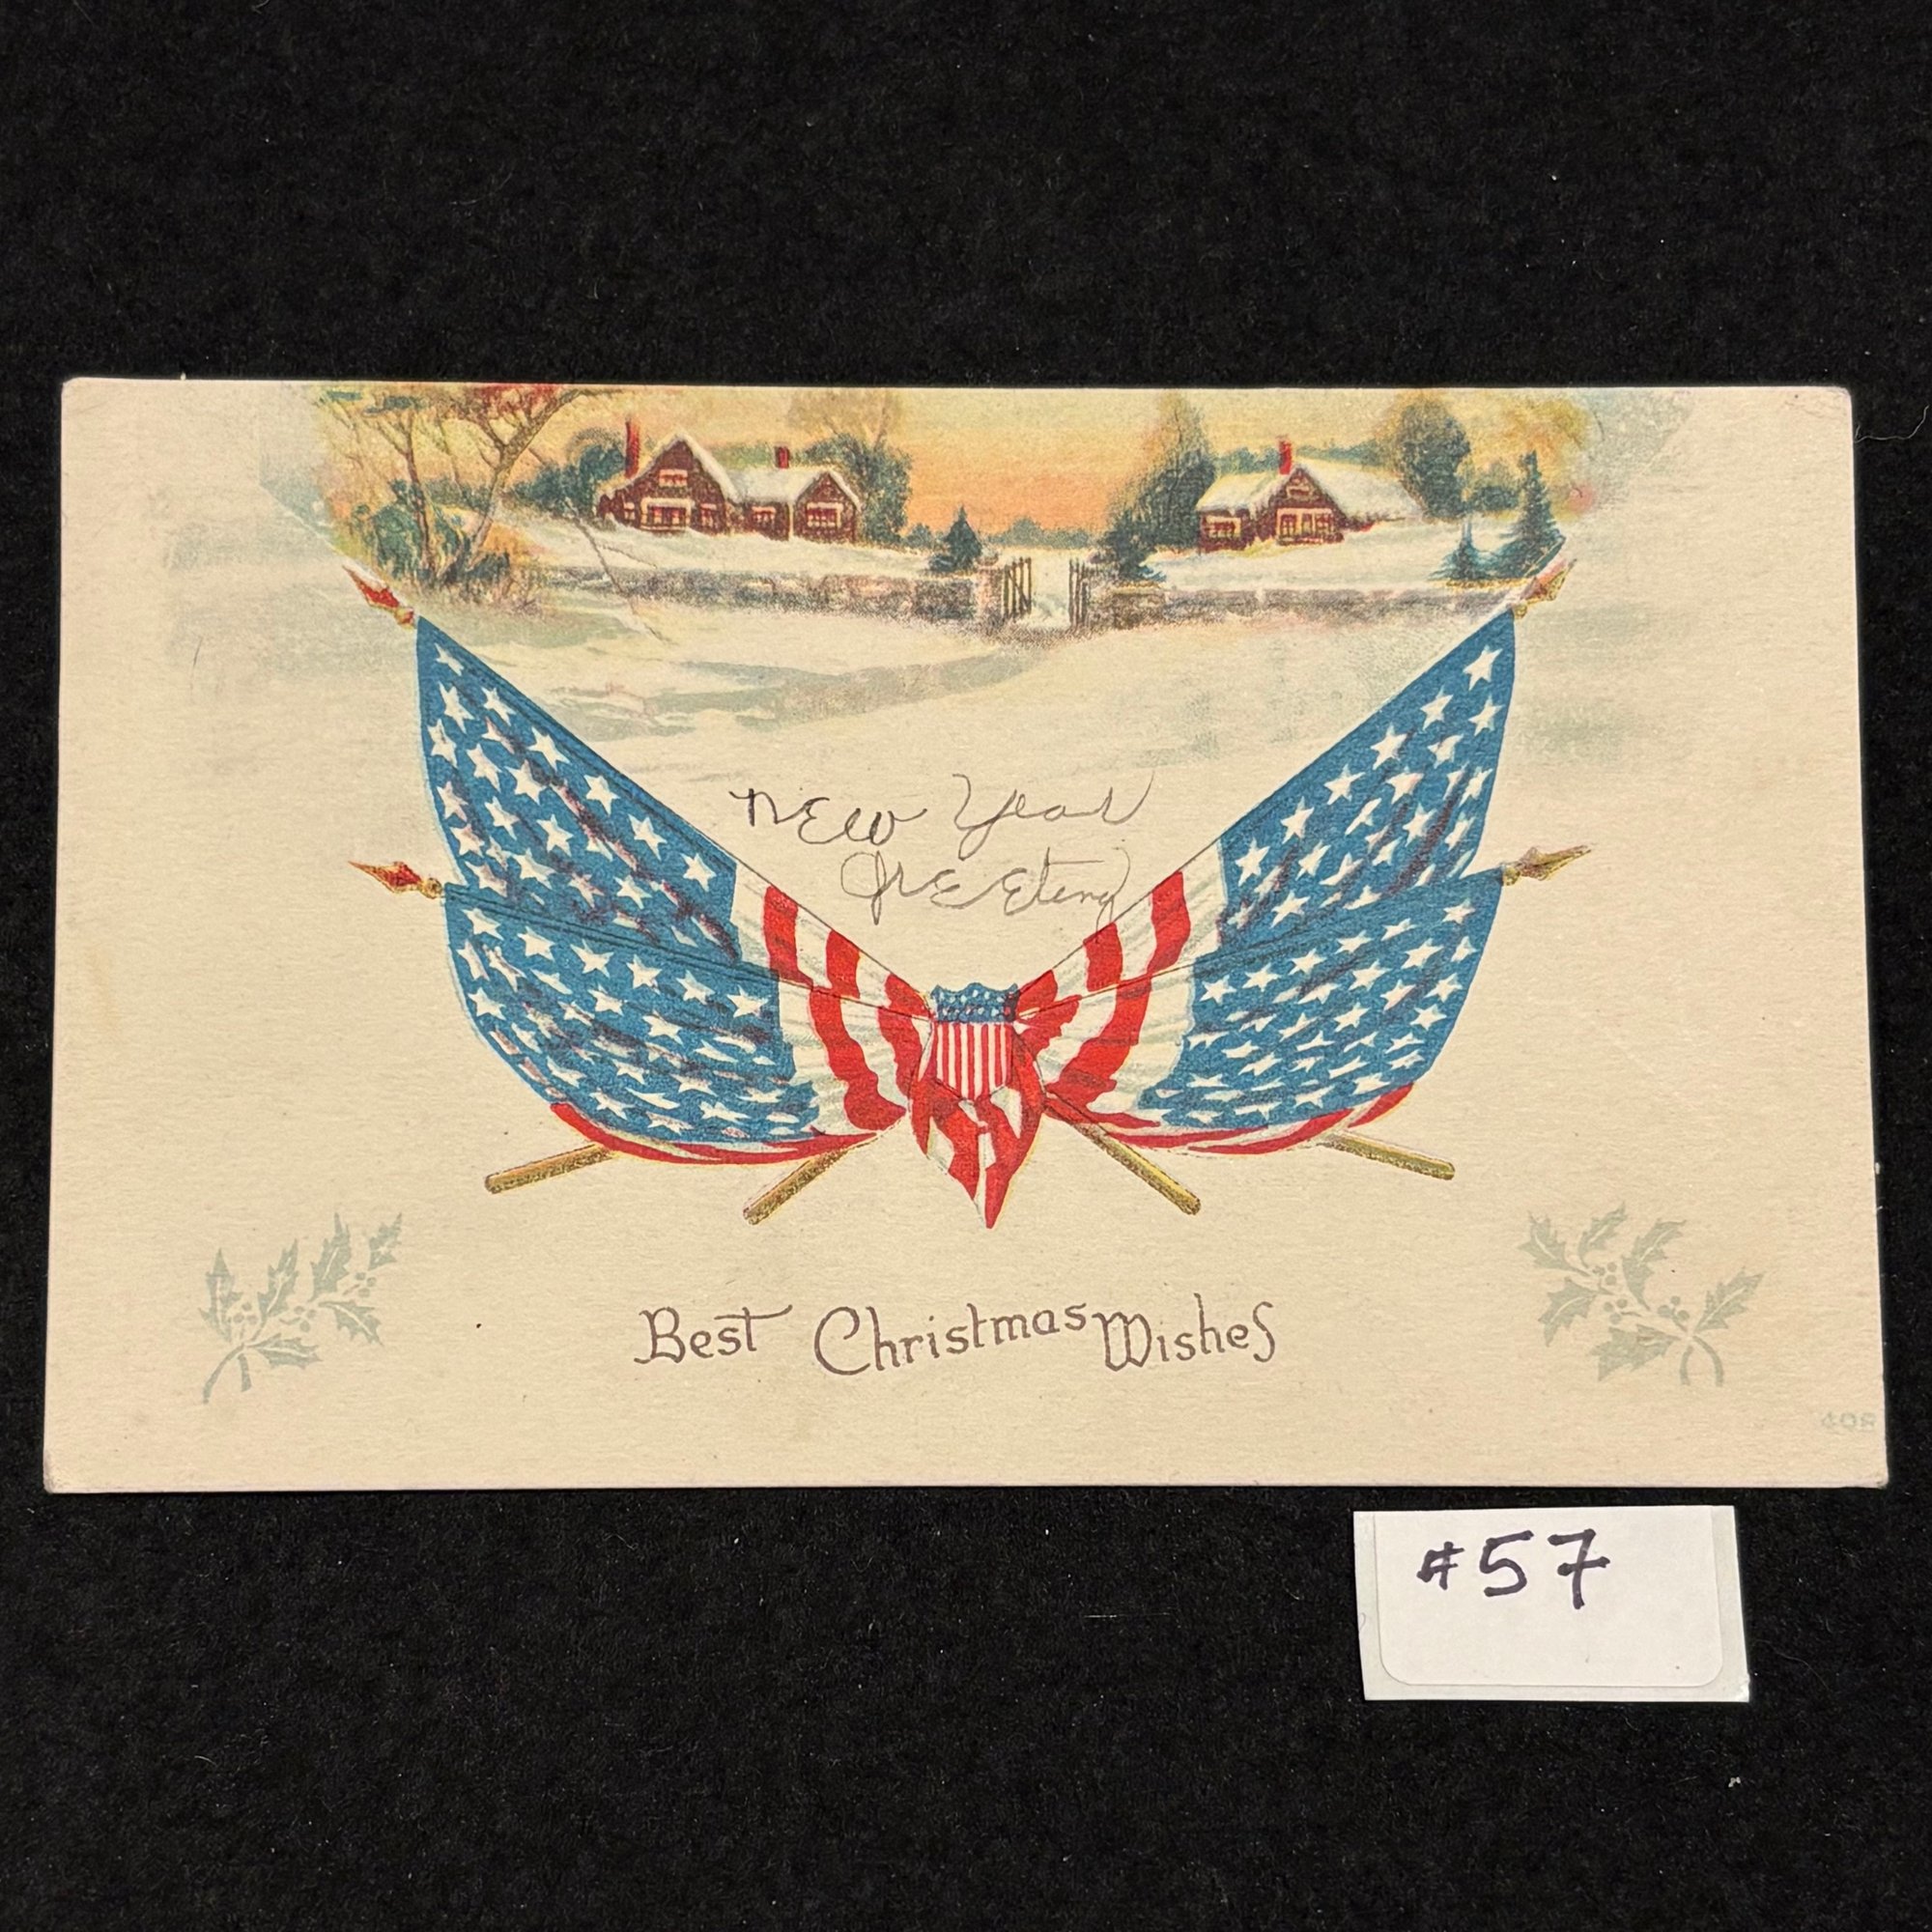 New Year
Greeting
Best Christmas Wishes
#57